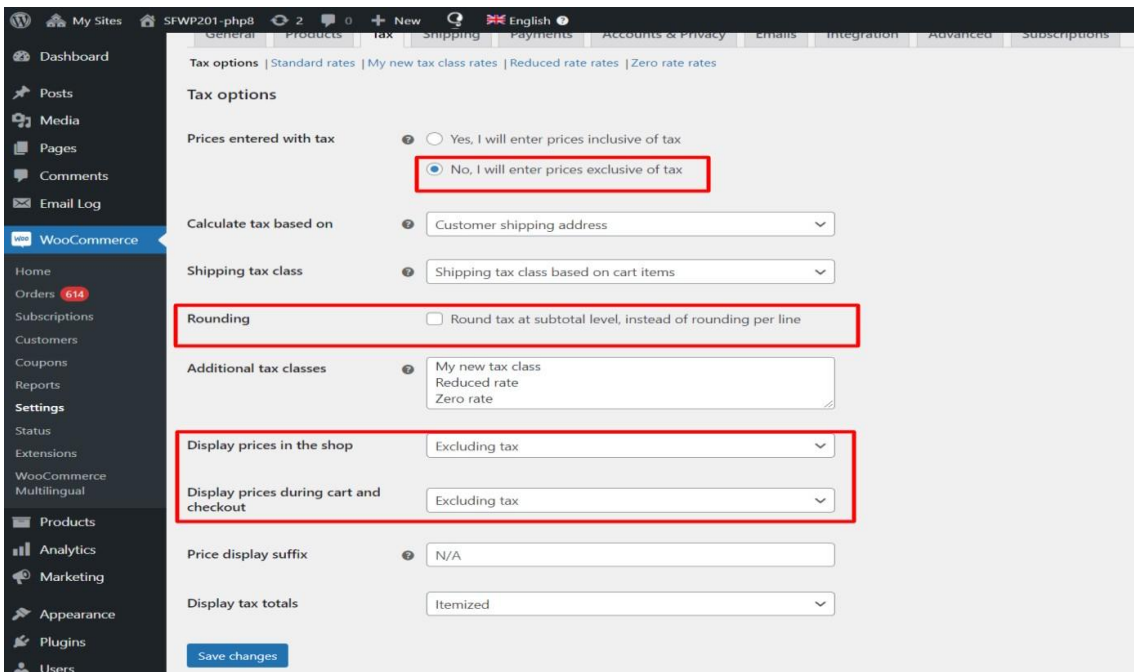 My Sites SFWP201-php8 2 0 New English
General Products Tax Shipping Payments Accounts & Privacy Emails Integration Advanced Subscriptions
Dashboard
Posts
Media
Pages
Comments
Email Log
WooCommerce
Home
Orders 614
Subscriptions
Customers
Coupons
Reports
Settings
Status
Extensions
WooCommerce
Multilingual
Products
Analytics
Marketing
Appearance
Plugins
Users
Tax options | Standard rates | My new tax class rates | Reduced rate rates | Zero rate rates
Tax options
Prices entered with tax Yes, I will enter prices inclusive of tax
No, I will enter prices exclusive of tax
Calculate tax based on Customer shipping address
Shipping tax class Shipping tax class based on cart items
Rounding Round tax at subtotal level, instead of rounding per line
Additional tax classes My new tax class
Reduced rate
Zero rate
Display prices in the shop Excluding tax
Display prices during cart and
checkout Excluding tax
Price display suffix N/A
Display tax totals Itemized
Save changes